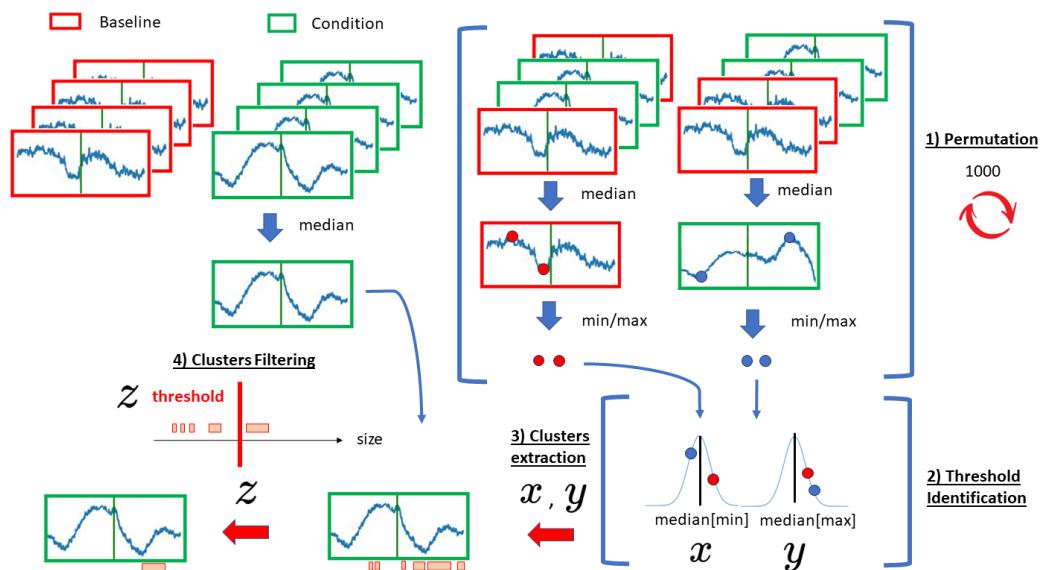 Baseline
Condition
median
median
median
1) Permutation
1000
min/max
min/max
4) Clusters Filtering
z
threshold
size
3) Clusters
extraction
x, y
z
median[min]
median[max]
x
y
2) Threshold
Identification